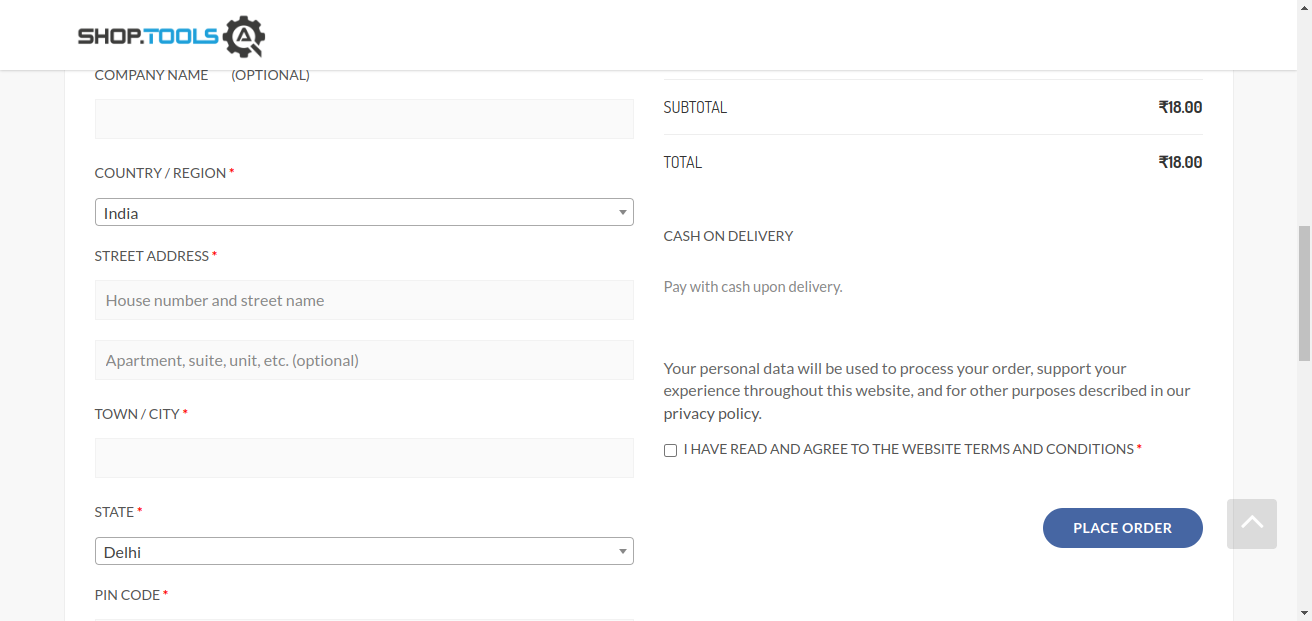 SHOP.TOOLS
COMPANY NAME (OPTIONAL)
COUNTRY / REGION *
India
STREET ADDRESS *
House number and street name
Apartment, suite, unit, etc. (optional)
TOWN / CITY *
STATE *
Delhi
PIN CODE *
SUBTOTAL ₹18.00
TOTAL ₹18.00
CASH ON DELIVERY
Pay with cash upon delivery.
Your personal data will be used to process your order, support your
experience throughout this website, and for other purposes described in our
privacy policy.
I HAVE READ AND AGREE TO THE WEBSITE TERMS AND CONDITIONS *
PLACE ORDER